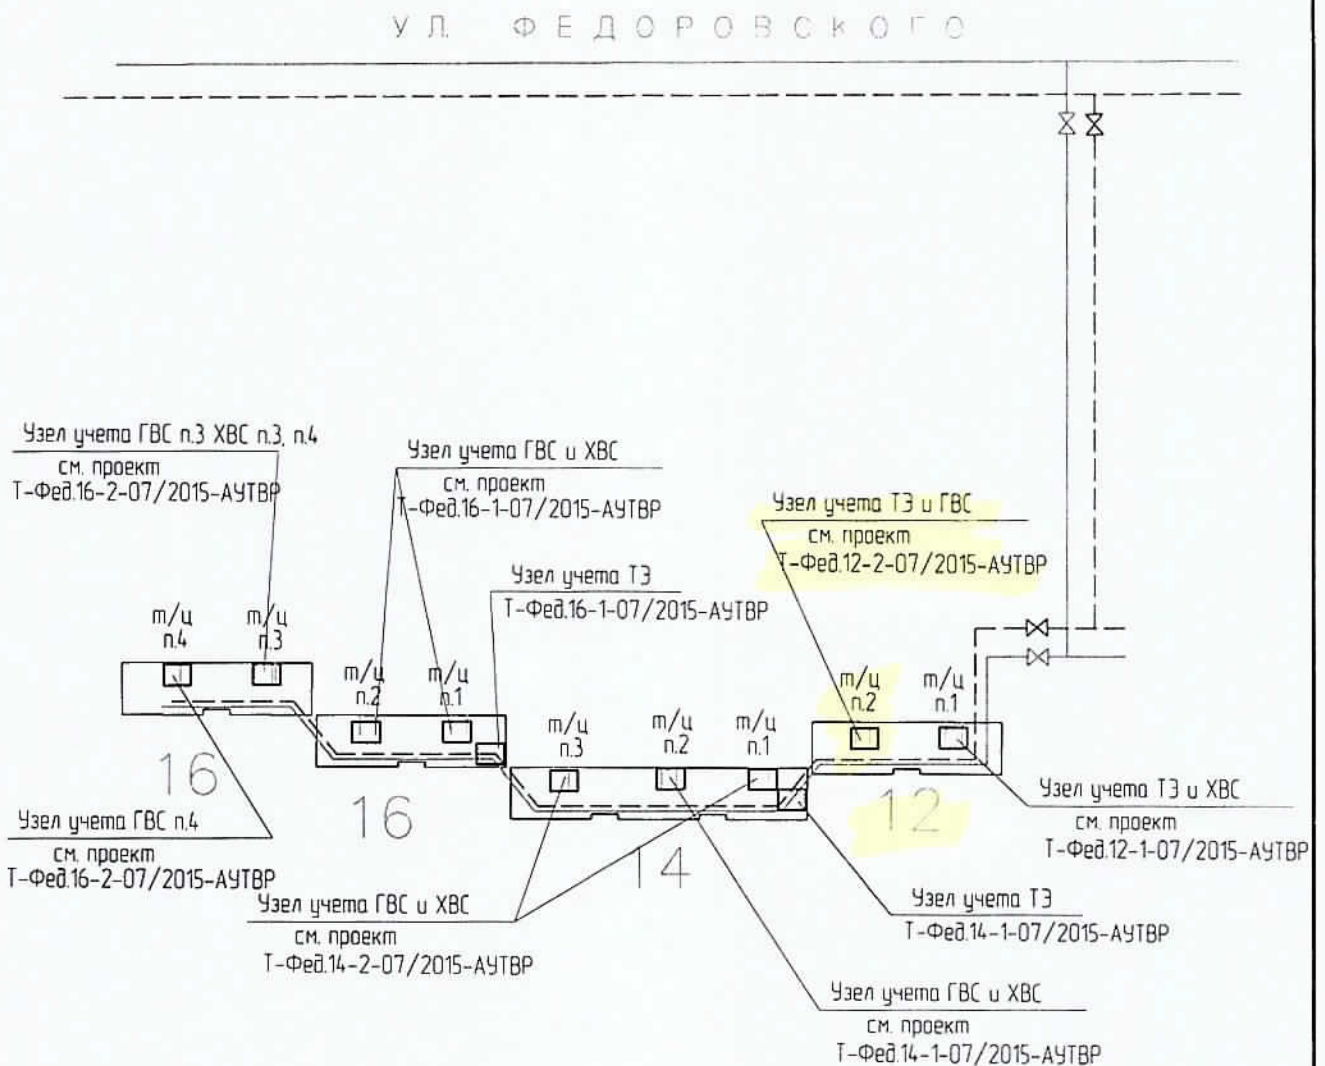 УЛ. ФЕДОРОВСКОГО
Узел учета ГВС п.3 ХВС п.3, п.4
см. проект
Т-Фед.16-2-07/2015-АУТВР
Узел учета ГВС и ХВС
см. проект
Т-Фед.16-1-07/2015-АУТВР
Узел учета ТЭ и ГВС
см. проект
Т-Фед.12-2-07/2015-АУТВР
Узел учета ТЭ
Т-Фед.16-1-07/2015-АУТВР
т/ц
п.4
т/ц
п.3
т/ц
п.2
т/ц
п.1
т/ц
п.3
т/ц
п.2
т/ц
п.1
т/ц
п.2
т/ц
п.1
16
16
14
12
Узел учета ТЭ и ХВС
см. проект
Т-Фед.12-1-07/2015-АУТВР
Узел учета ГВС п.4
см. проект
Т-Фед.16-2-07/2015-АУТВР
Узел учета ГВС и ХВС
см. проект
Т-Фед.14-2-07/2015-АУТВР
Узел учета ТЭ
Т-Фед.14-1-07/2015-АУТВР
Узел учета ГВС и ХВС
см. проект
Т-Фед.14-1-07/2015-АУТВР